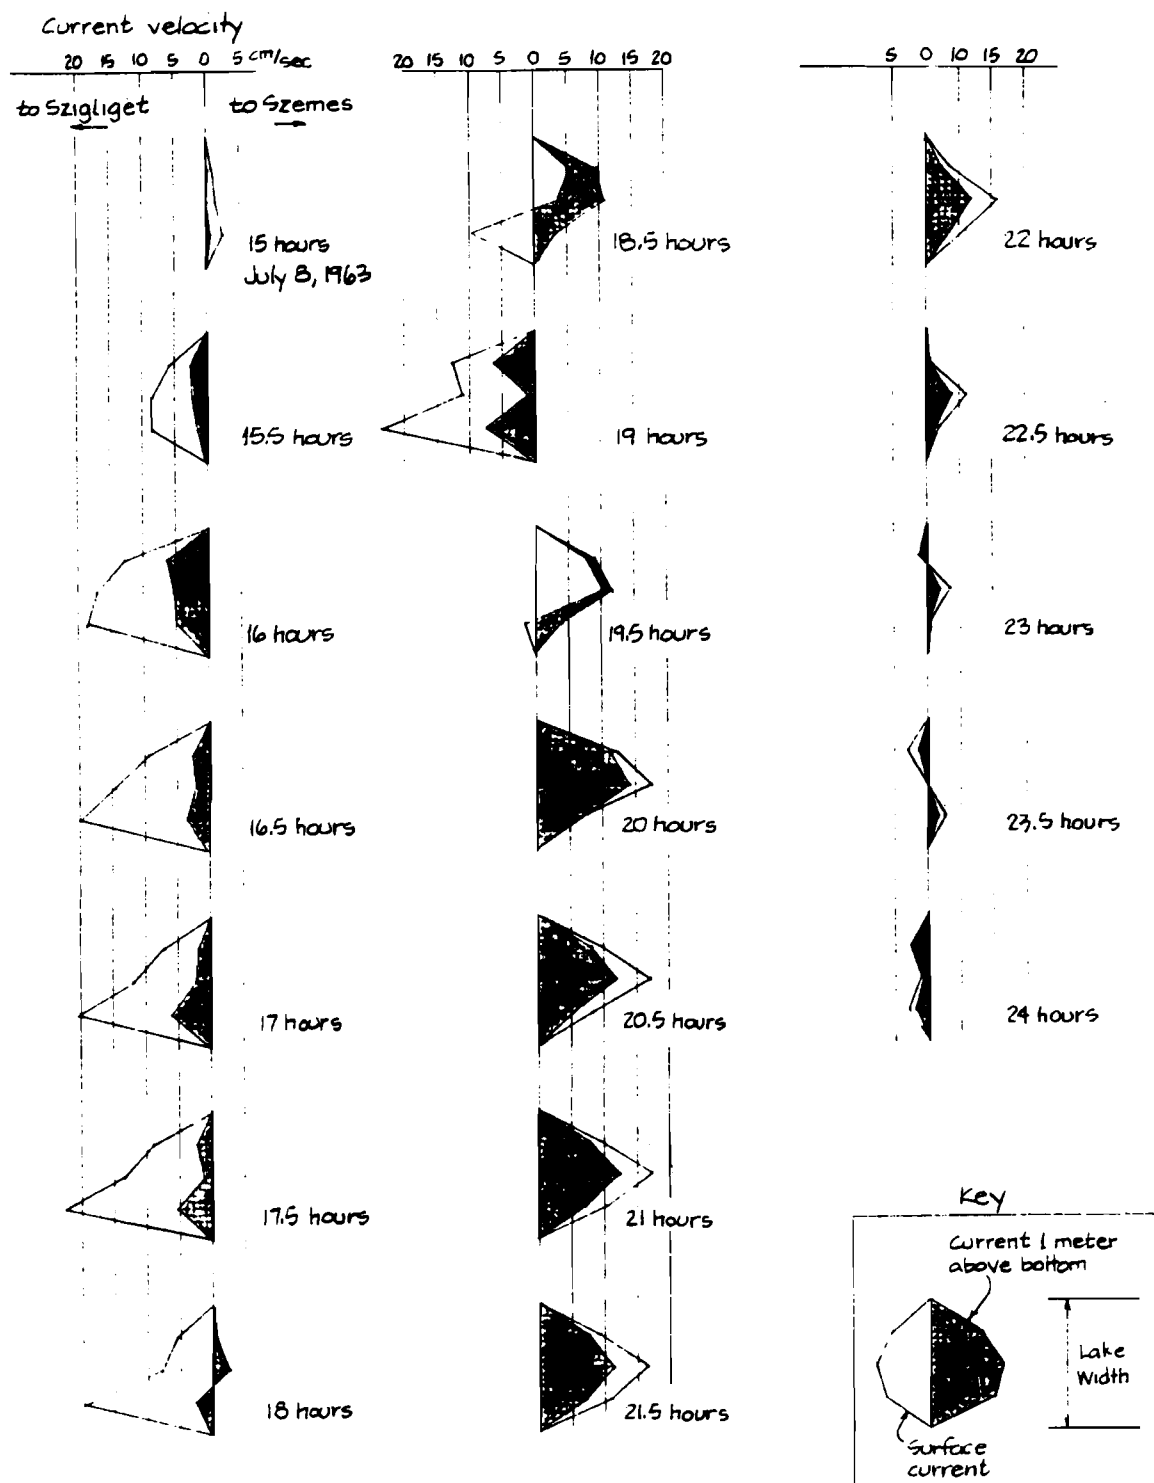 Current velocity
20 15 10 5 0 5 cm/sec
to Szigliget
to Szemes
15 hours
July 8, 1963
15.5 hours
16 hours
16.5 hours
17 hours
17.5 hours
18 hours
20 15 10 5 0 5 10 15 20
18.5 hours
19 hours
19.5 hours
20 hours
20.5 hours
21 hours
21.5 hours
5 0 10 15 20
22 hours
22.5 hours
23 hours
23.5 hours
24 hours
Key
Current 1 meter
above bottom
Lake
Width
Surface
current